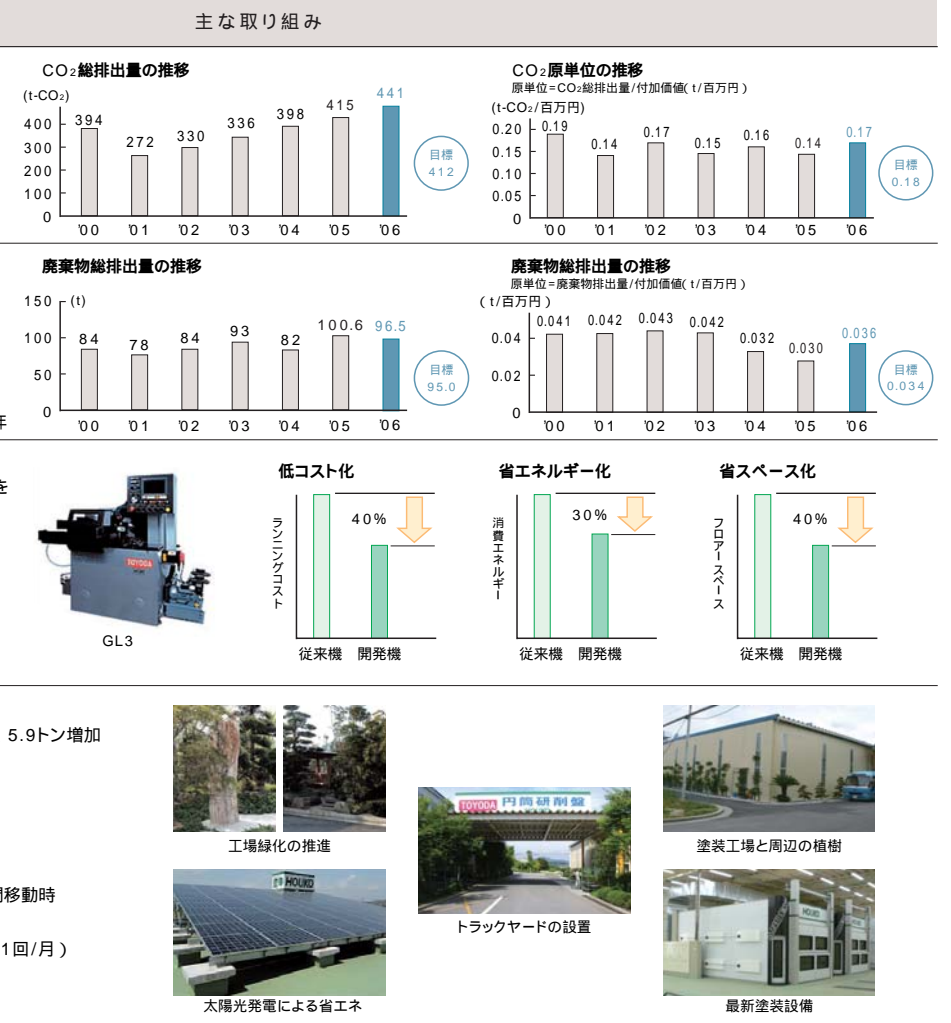 主な取り組み
CO₂総排出量の推移
(t-CO₂)
400
300
200
100
0
394
272
330
336
398
415
441
'00
'01
'02
'03
'04
'05
'06
目標
412
CO₂原単位の推移
原単位=CO₂総排出量/付加価値(t/百万円)
(t-CO₂/百万円)
0.20
0.15
0.10
0.05
0
0.19
0.14
0.17
0.15
0.16
0.14
0.17
'00
'01
'02
'03
'04
'05
'06
目標
0.18
廃棄物総排出量の推移
150
(t)
100
50
0
84
78
84
93
82
100.6
96.5
'00
'01
'02
'03
'04
'05
'06
目標
95.0
廃棄物総排出量の推移
原単位=廃棄物排出量/付加価値(t/百万円)
(t/百万円)
0.04
0.02
0
0.041
0.042
0.043
0.042
0.032
0.030
0.036
'00
'01
'02
'03
'04
'05
'06
目標
0.034
年
を
TOYODA
GL3
低コスト化
ランニングコスト
40%
従来機 開発機
省エネルギー化
消費エネルギー
30%
従来機 開発機
省スペース化
フロアースペース
40%
従来機 開発機
5.9トン増加
工場緑化の推進
TOYODA 円筒研削盤
トラックヤードの設置
塗装工場と周辺の植樹
間移動時
1回/月)
HOUKO
太陽光発電による省エネ
HOUKO
最新塗装設備